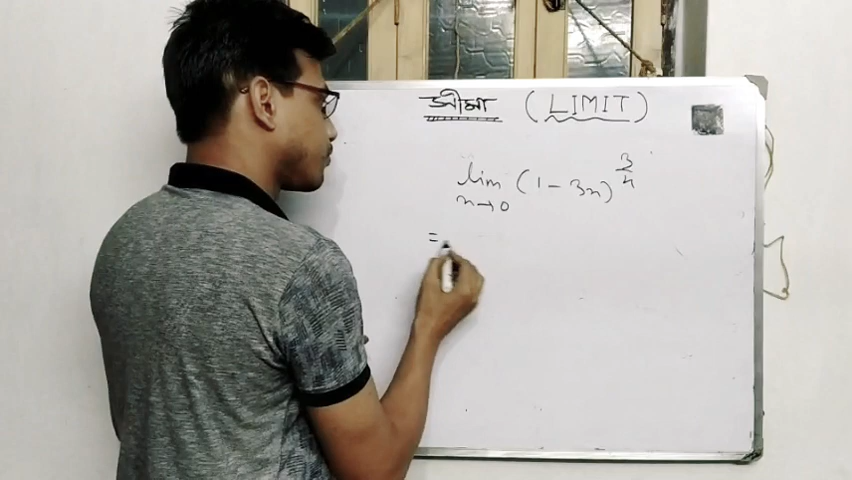 সীমা (LIMIT)
lim (1 - 3x)^{3/x}
x→0
=